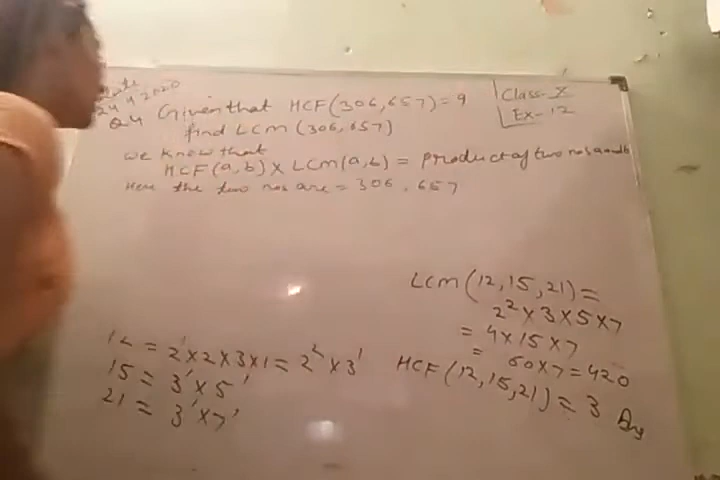 Date
24 4 2020
Class - X
Ex - 1.2
Q4 Given that HCF(306,657)=9
find LCM (306,657)
we know that
HCF(a,b) x LCM(a,b) = product of two nos a and b
Here the two nos are = 306, 657
LCM(12,15,21) =
2² x 3 x 5 x 7
= 4 x 15 x 7
= 60 x 7 = 420
HCF(12,15,21) = 3 Ans
12 = 2¹ x 2 x 3 x 1 = 2² x 3¹
15 = 3¹ x 5¹
21 = 3¹ x 7¹